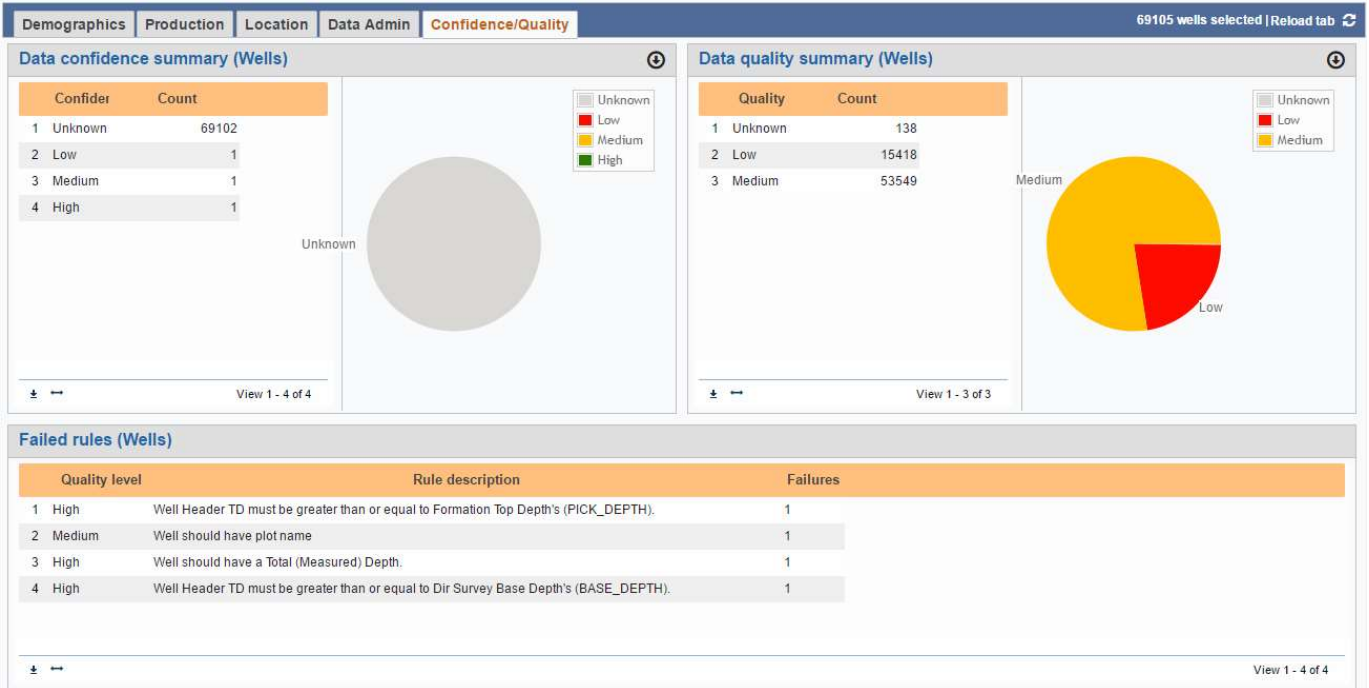 Demographics Production Location Data Admin Confidence/Quality 69105 wells selected | Reload tab
Data confidence summary (Wells)
Confider Count
1 Unknown 69102
2 Low 1
3 Medium 1
4 High 1
Unknown
Unknown
Low
Medium
High
View 1 - 4 of 4
Data quality summary (Wells)
Quality Count
1 Unknown 138
2 Low 15418
3 Medium 53549
Medium
Low
Unknown
Low
Medium
View 1 - 3 of 3
Failed rules (Wells)
Quality level Rule description Failures
1 High Well Header TD must be greater than or equal to Formation Top Depth's (PICK_DEPTH). 1
2 Medium Well should have plot name 1
3 High Well should have a Total (Measured) Depth. 1
4 High Well Header TD must be greater than or equal to Dir Survey Base Depth's (BASE_DEPTH). 1
View 1 - 4 of 4